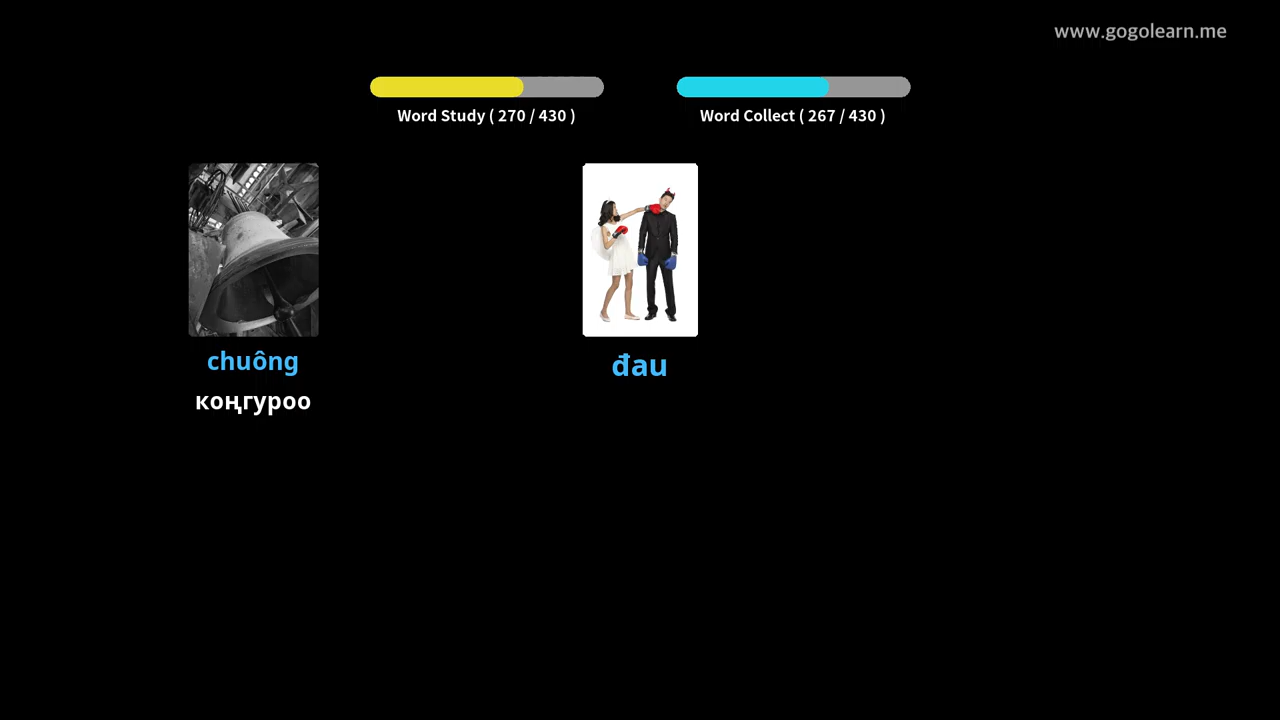 www.gogolearn.me
Word Study ( 270 / 430 )
Word Collect ( 267 / 430 )
chuông
коңгуроо
đau